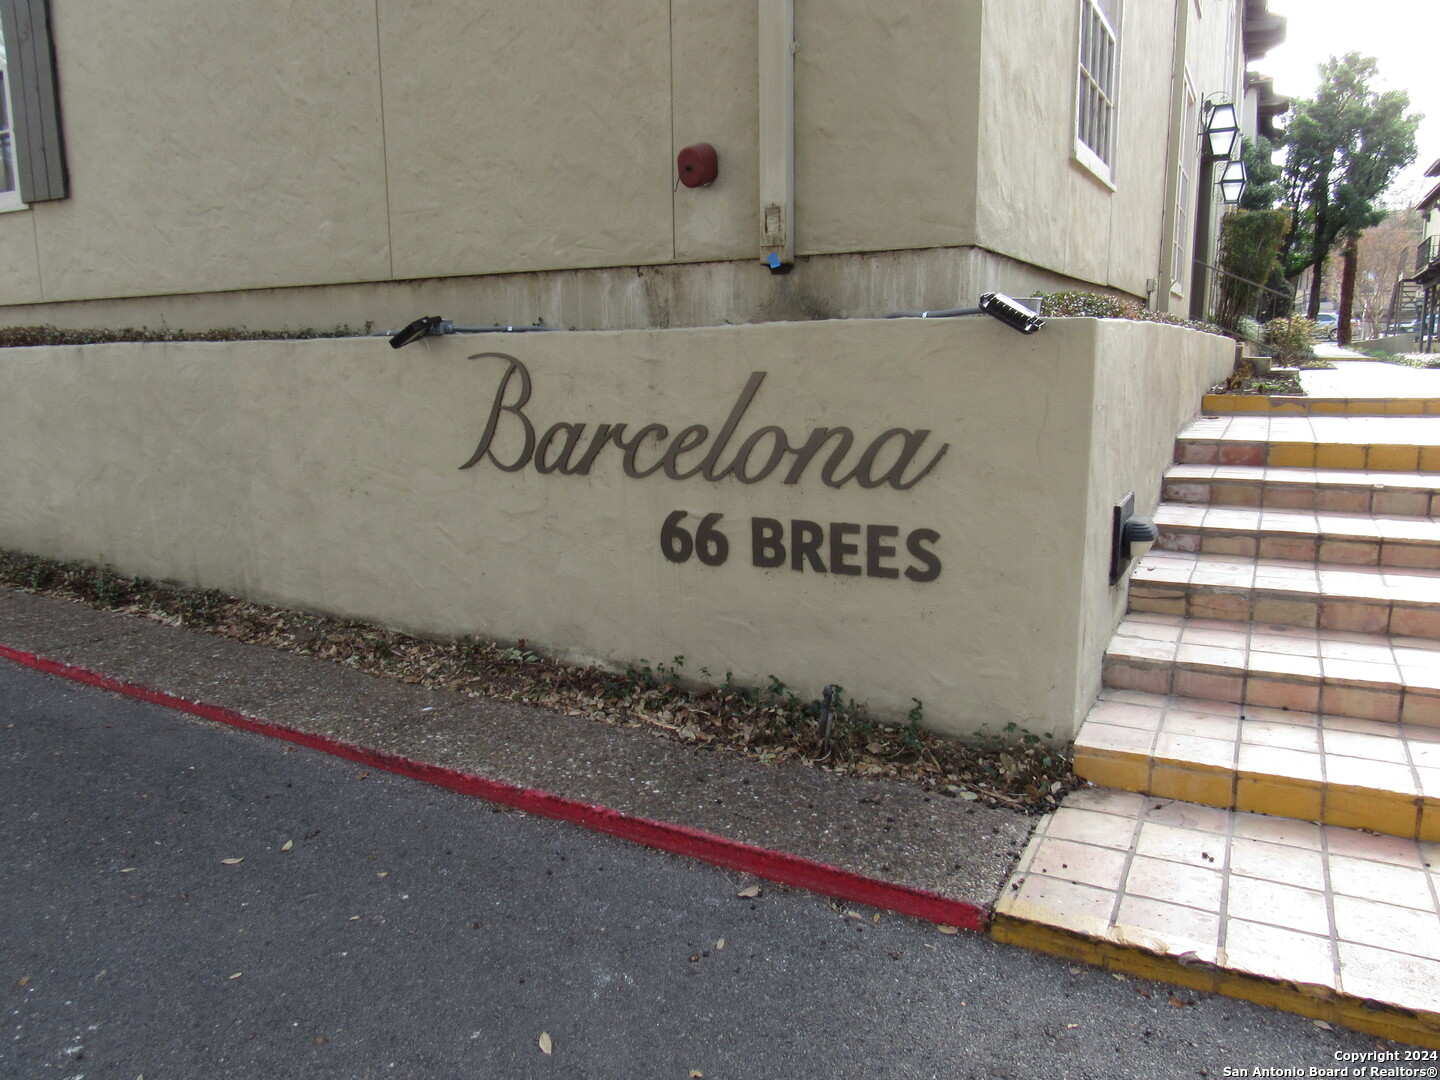 Barcelona
66 BREES
Copyright 2024
San Antonio Board of Realtors®